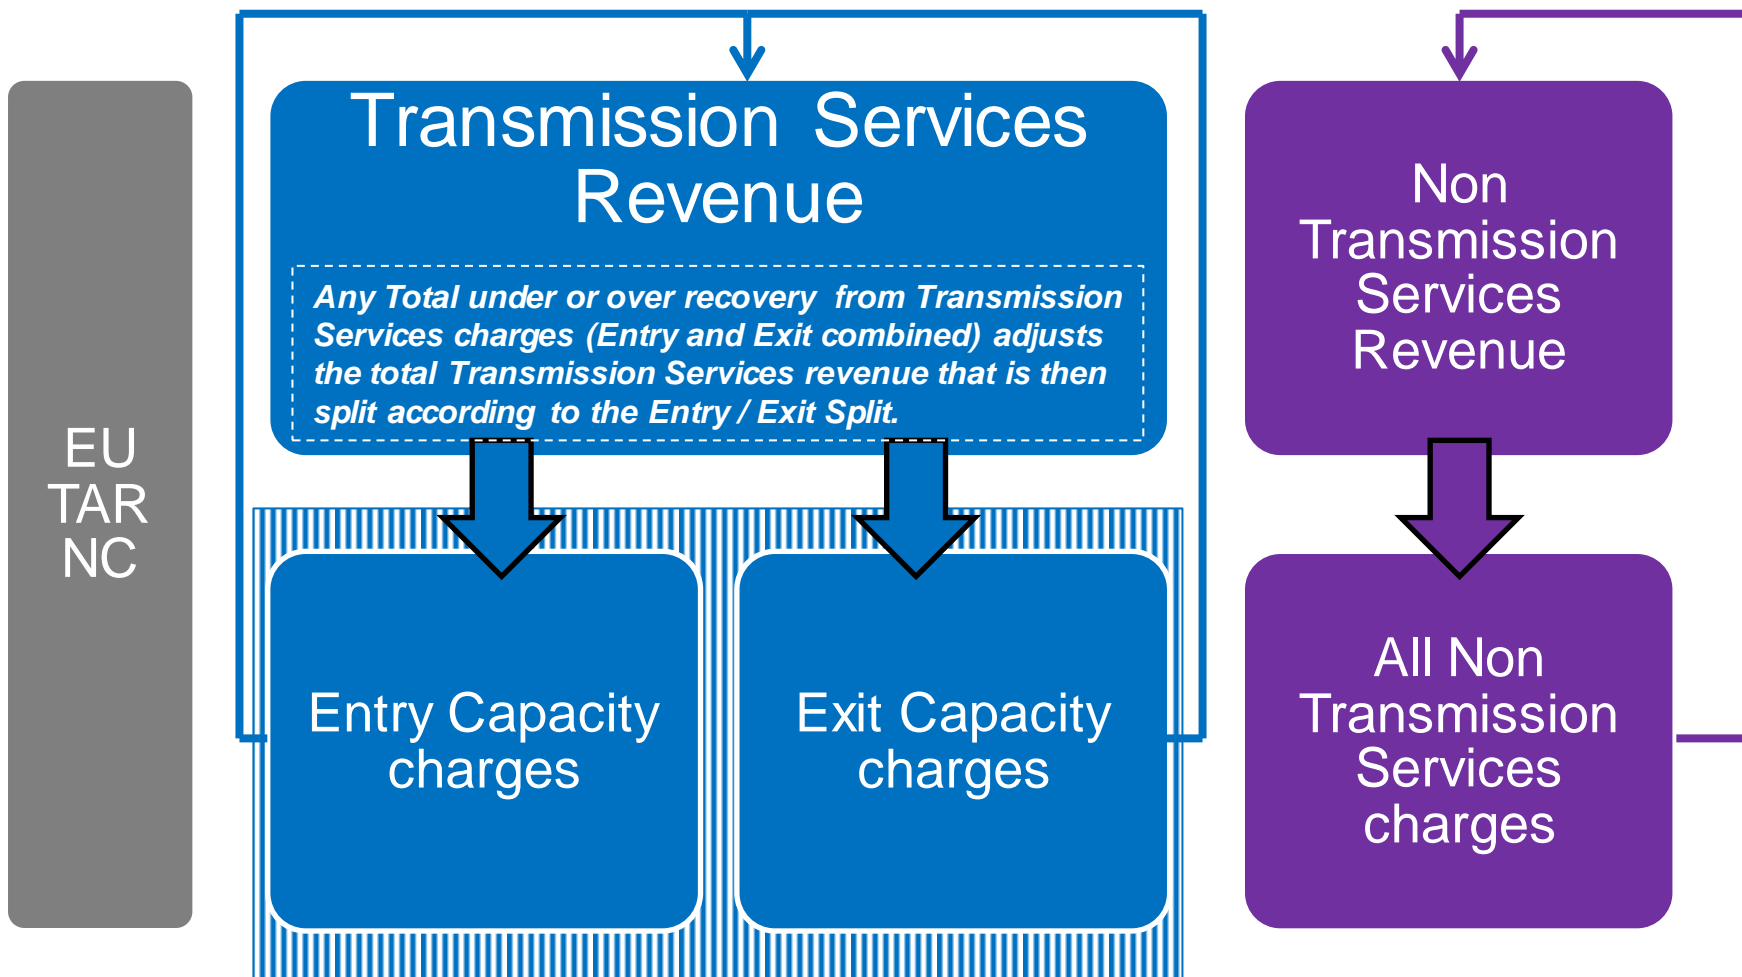 EU
TAR
NC
Transmission Services
Revenue
Any Total under or over recovery from Transmission
Services charges (Entry and Exit combined) adjusts
the total Transmission Services revenue that is then
split according to the Entry / Exit Split.
Entry Capacity
charges
Exit Capacity
charges
Non
Transmission
Services
Revenue
All Non
Transmission
Services
charges